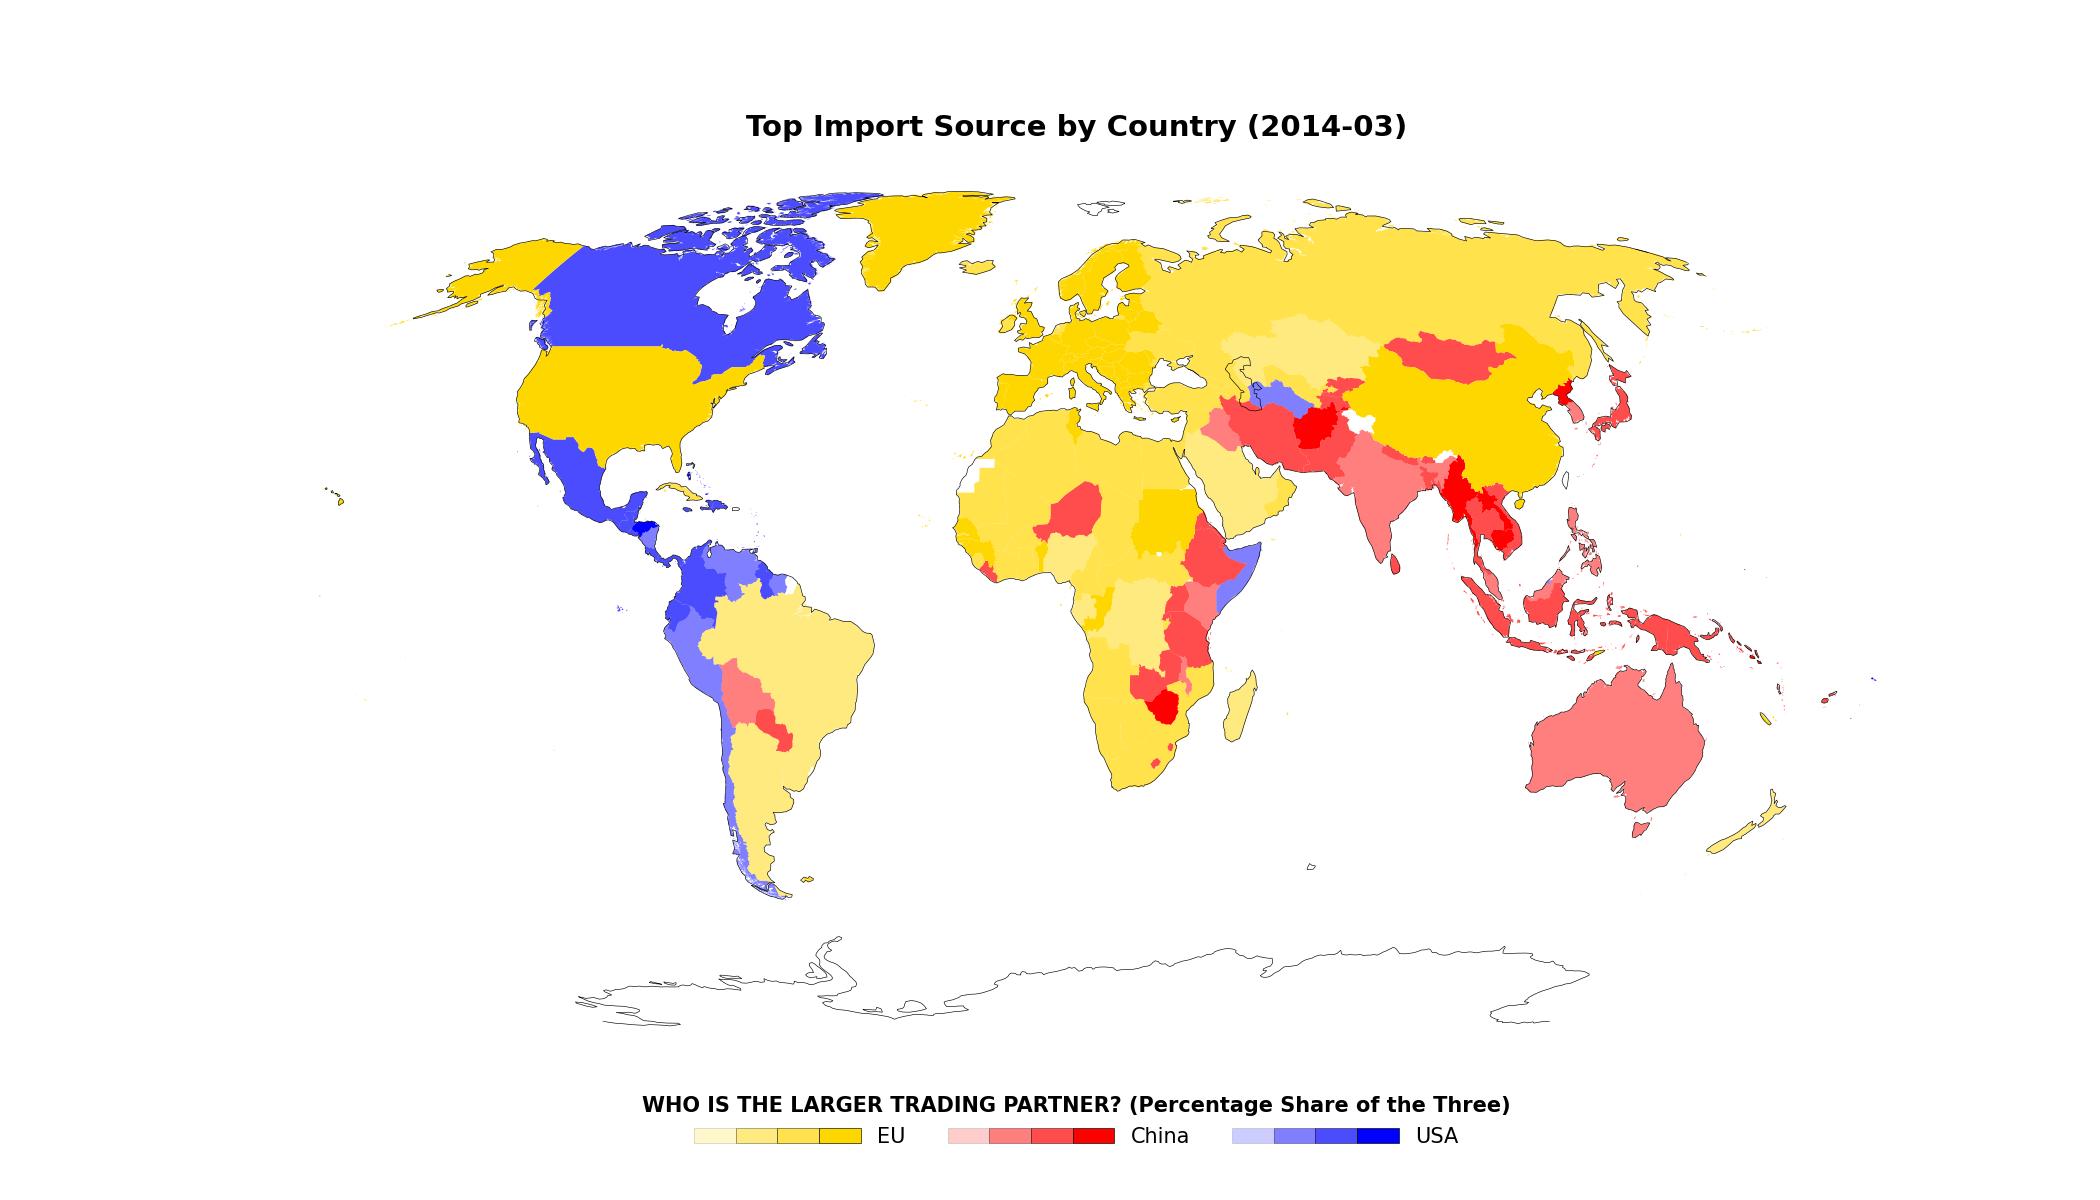 Top Import Source by Country (2014-03)
WHO IS THE LARGER TRADING PARTNER? (Percentage Share of the Three)
EU China USA